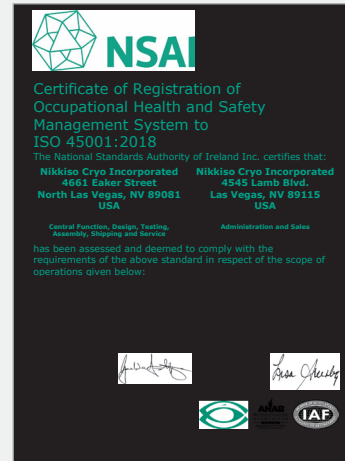 NSAI
Certificate of Registration of
Occupational Health and Safety
Management System to
ISO 45001:2018
The National Standards Authority of Ireland Inc. certifies that:
Nikkiso Cryo Incorporated
4661 Eaker Street
North Las Vegas, NV 89081
USA
Central Function, Design, Testing,
Assembly, Shipping and Service
Nikkiso Cryo Incorporated
4545 Lamb Blvd.
Las Vegas, NV 89115
USA
Administration and Sales
has been assessed and deemed to comply with the
requirements of the above standard in respect of the scope of
operations given below:
ANAB
IAF